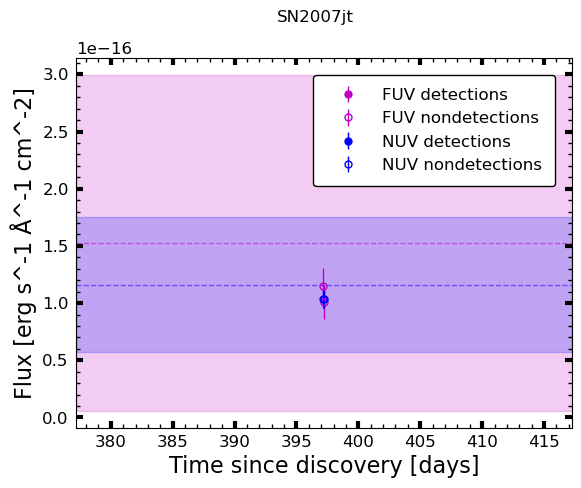 SN2007jt
1e−16
3.0
2.5
2.0
1.5
1.0
0.5
0.0
Flux [erg s^-1 Å^-1 cm^-2]
FUV detections
FUV nondetections
NUV detections
NUV nondetections
380 385 390 395 400 405 410 415
Time since discovery [days]